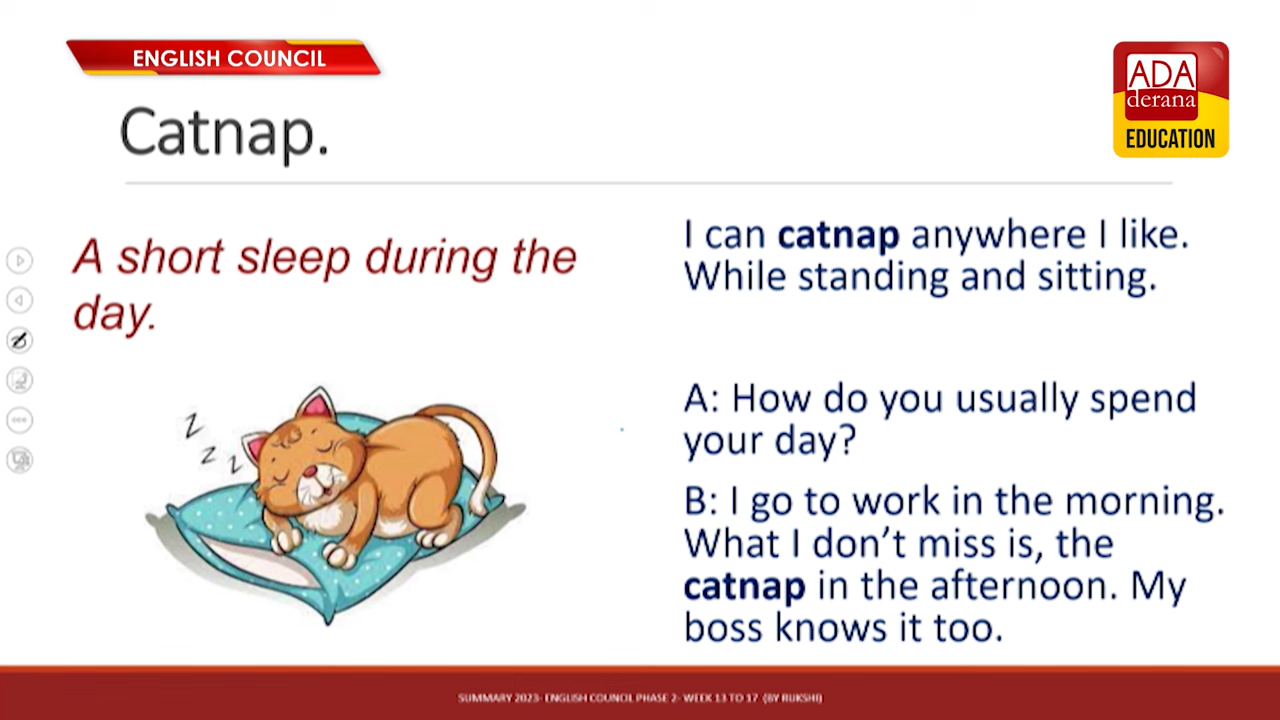 ENGLISH COUNCIL
ADA
derana
EDUCATION
Catnap.
A short sleep during the
day.
z
z
z
I can catnap anywhere I like.
While standing and sitting.
A: How do you usually spend
your day?
B: I go to work in the morning.
What I don’t miss is, the
catnap in the afternoon. My
boss knows it too.
SUMMARY 2023- ENGLISH COUNCIL PHASE 2- WEEK 13 TO 17 (BY RUKSHI)